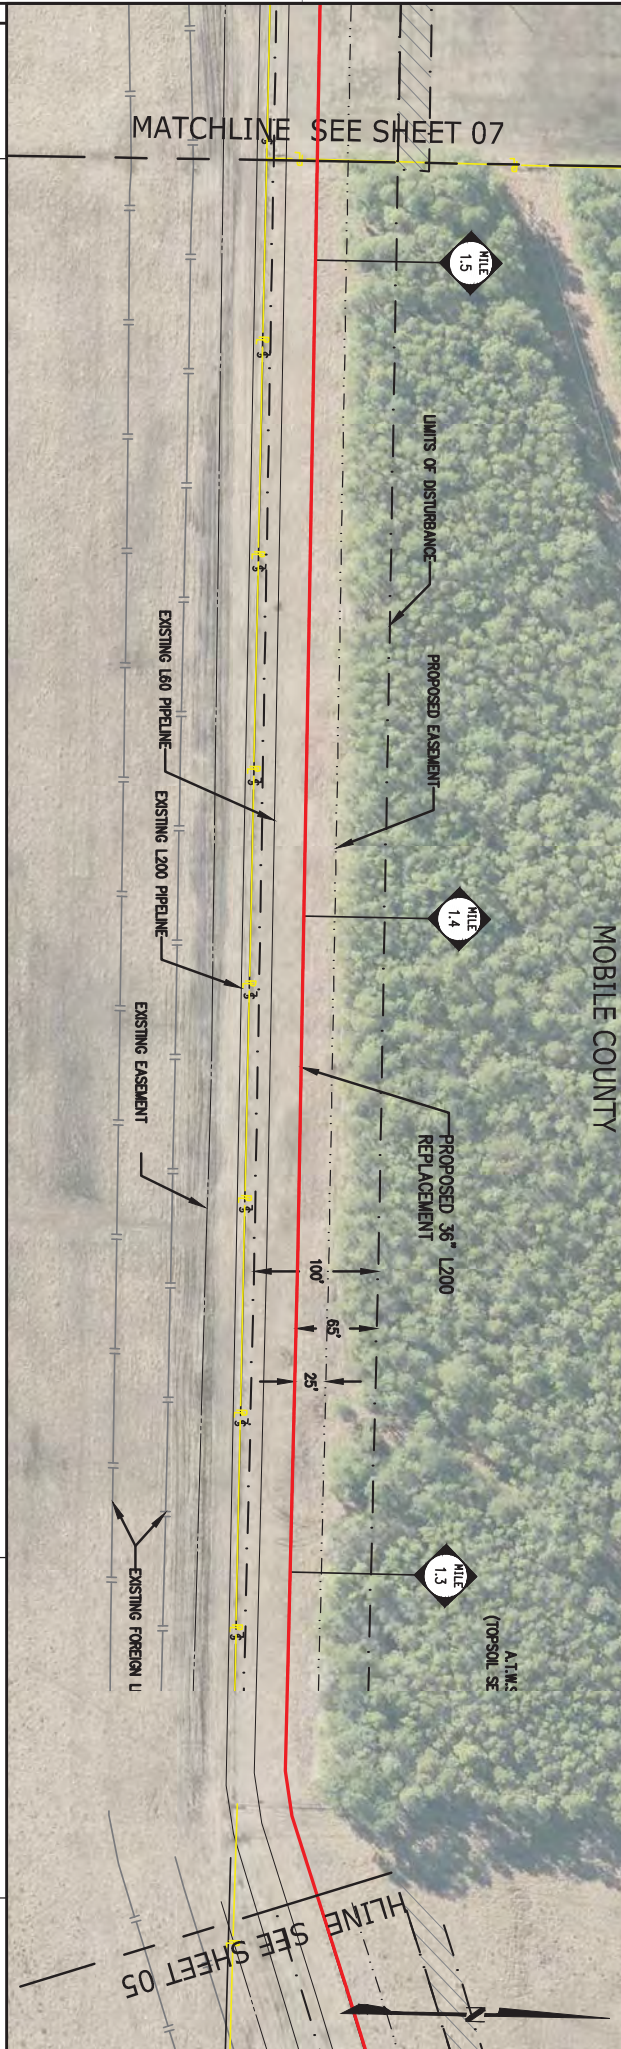 MATCHLINE SEE SHEET 07
MILE
1.5
LIMITS OF DISTURBANCE
PROPOSED EASEMENT
EXISTING L60 PIPELINE
EXISTING L200 PIPELINE
MILE
1.4
MOBILE COUNTY
EXISTING EASEMENT
PROPOSED 36" L200
REPLACEMENT
100'
65'
25'
MILE
1.3
EXISTING FOREIGN LI
A.T.W.S
(TOPSOIL SE
HLINE SEE SHEET 05